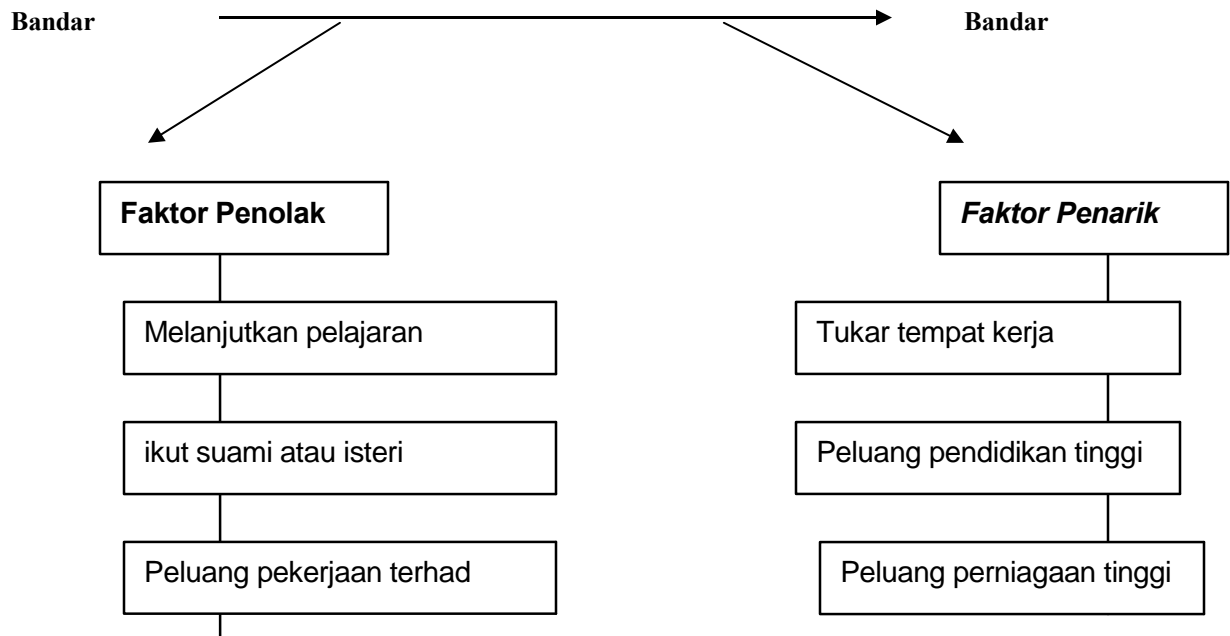 Bandar
Bandar
Faktor Penolak
Faktor Penarik
Melanjutkan pelajaran
Tukar tempat kerja
ikut suami atau isteri
Peluang pendidikan tinggi
Peluang pekerjaan terhad
Peluang perniagaan tinggi